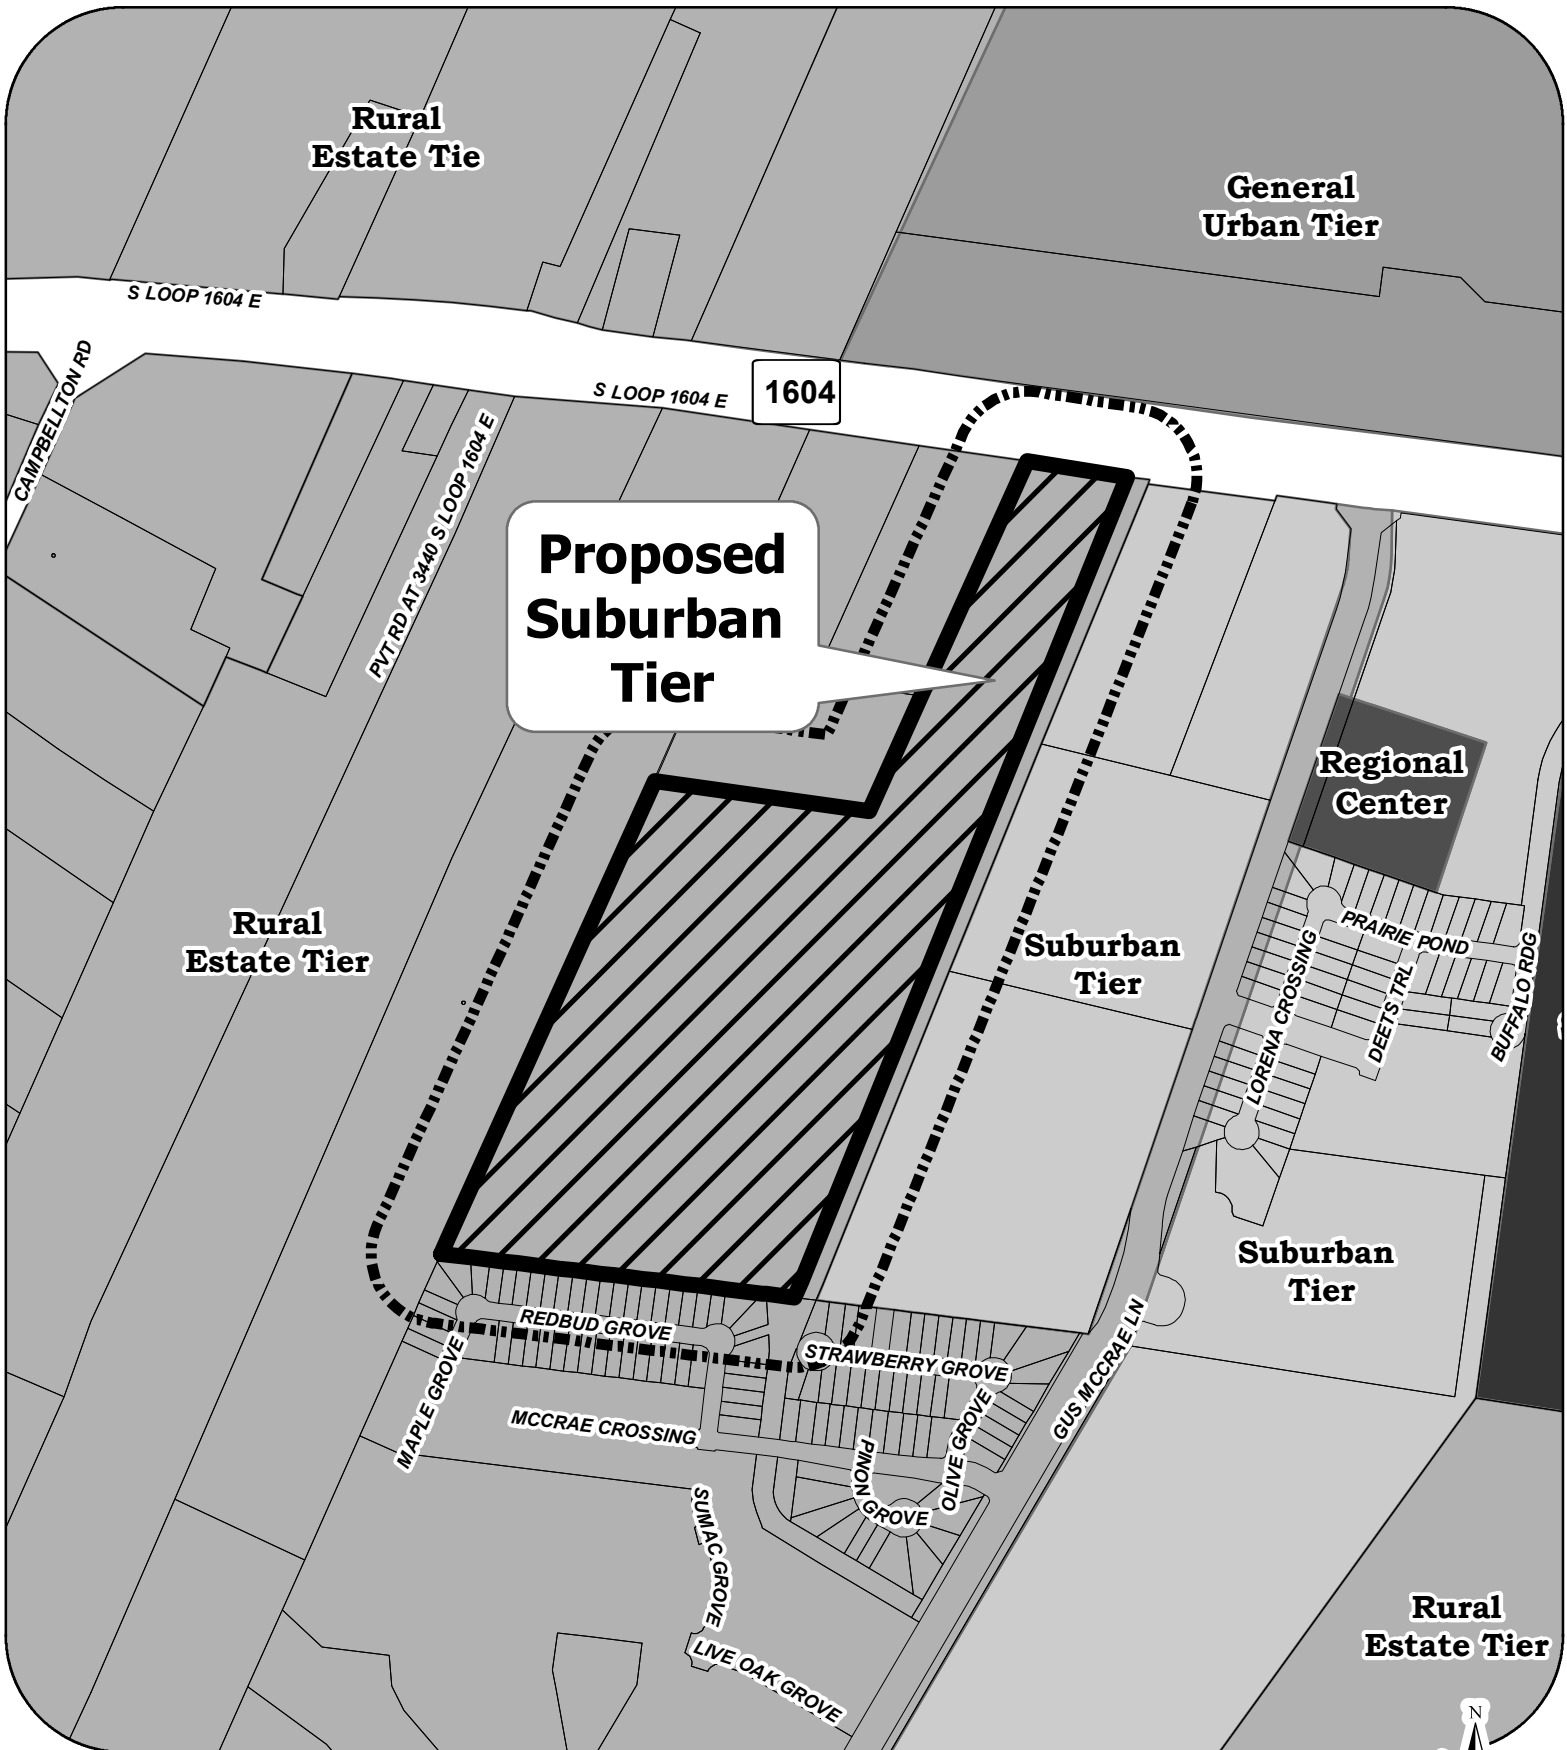 Rural
Estate Tie
General
Urban Tier
S LOOP 1604 E
CAMPBELLTON RD
S LOOP 1604 E
1604
PVT RD AT 3440 S LOOP 1604 E
Proposed
Suburban
Tier
Regional
Center
Rural
Estate Tier
Suburban
Tier
PRAIRIE POND
LORENA CROSSING
DEETS TRL
BUFFALO RDG
Suburban
Tier
REDBUD GROVE
STRAWBERRY GROVE
MAPLE GROVE
MCCRAE CROSSING
GUS MCCRAE LN
OLIVE GROVE
PINON GROVE
SUMAC GROVE
LIVE OAK GROVE
Rural
Estate Tier
N